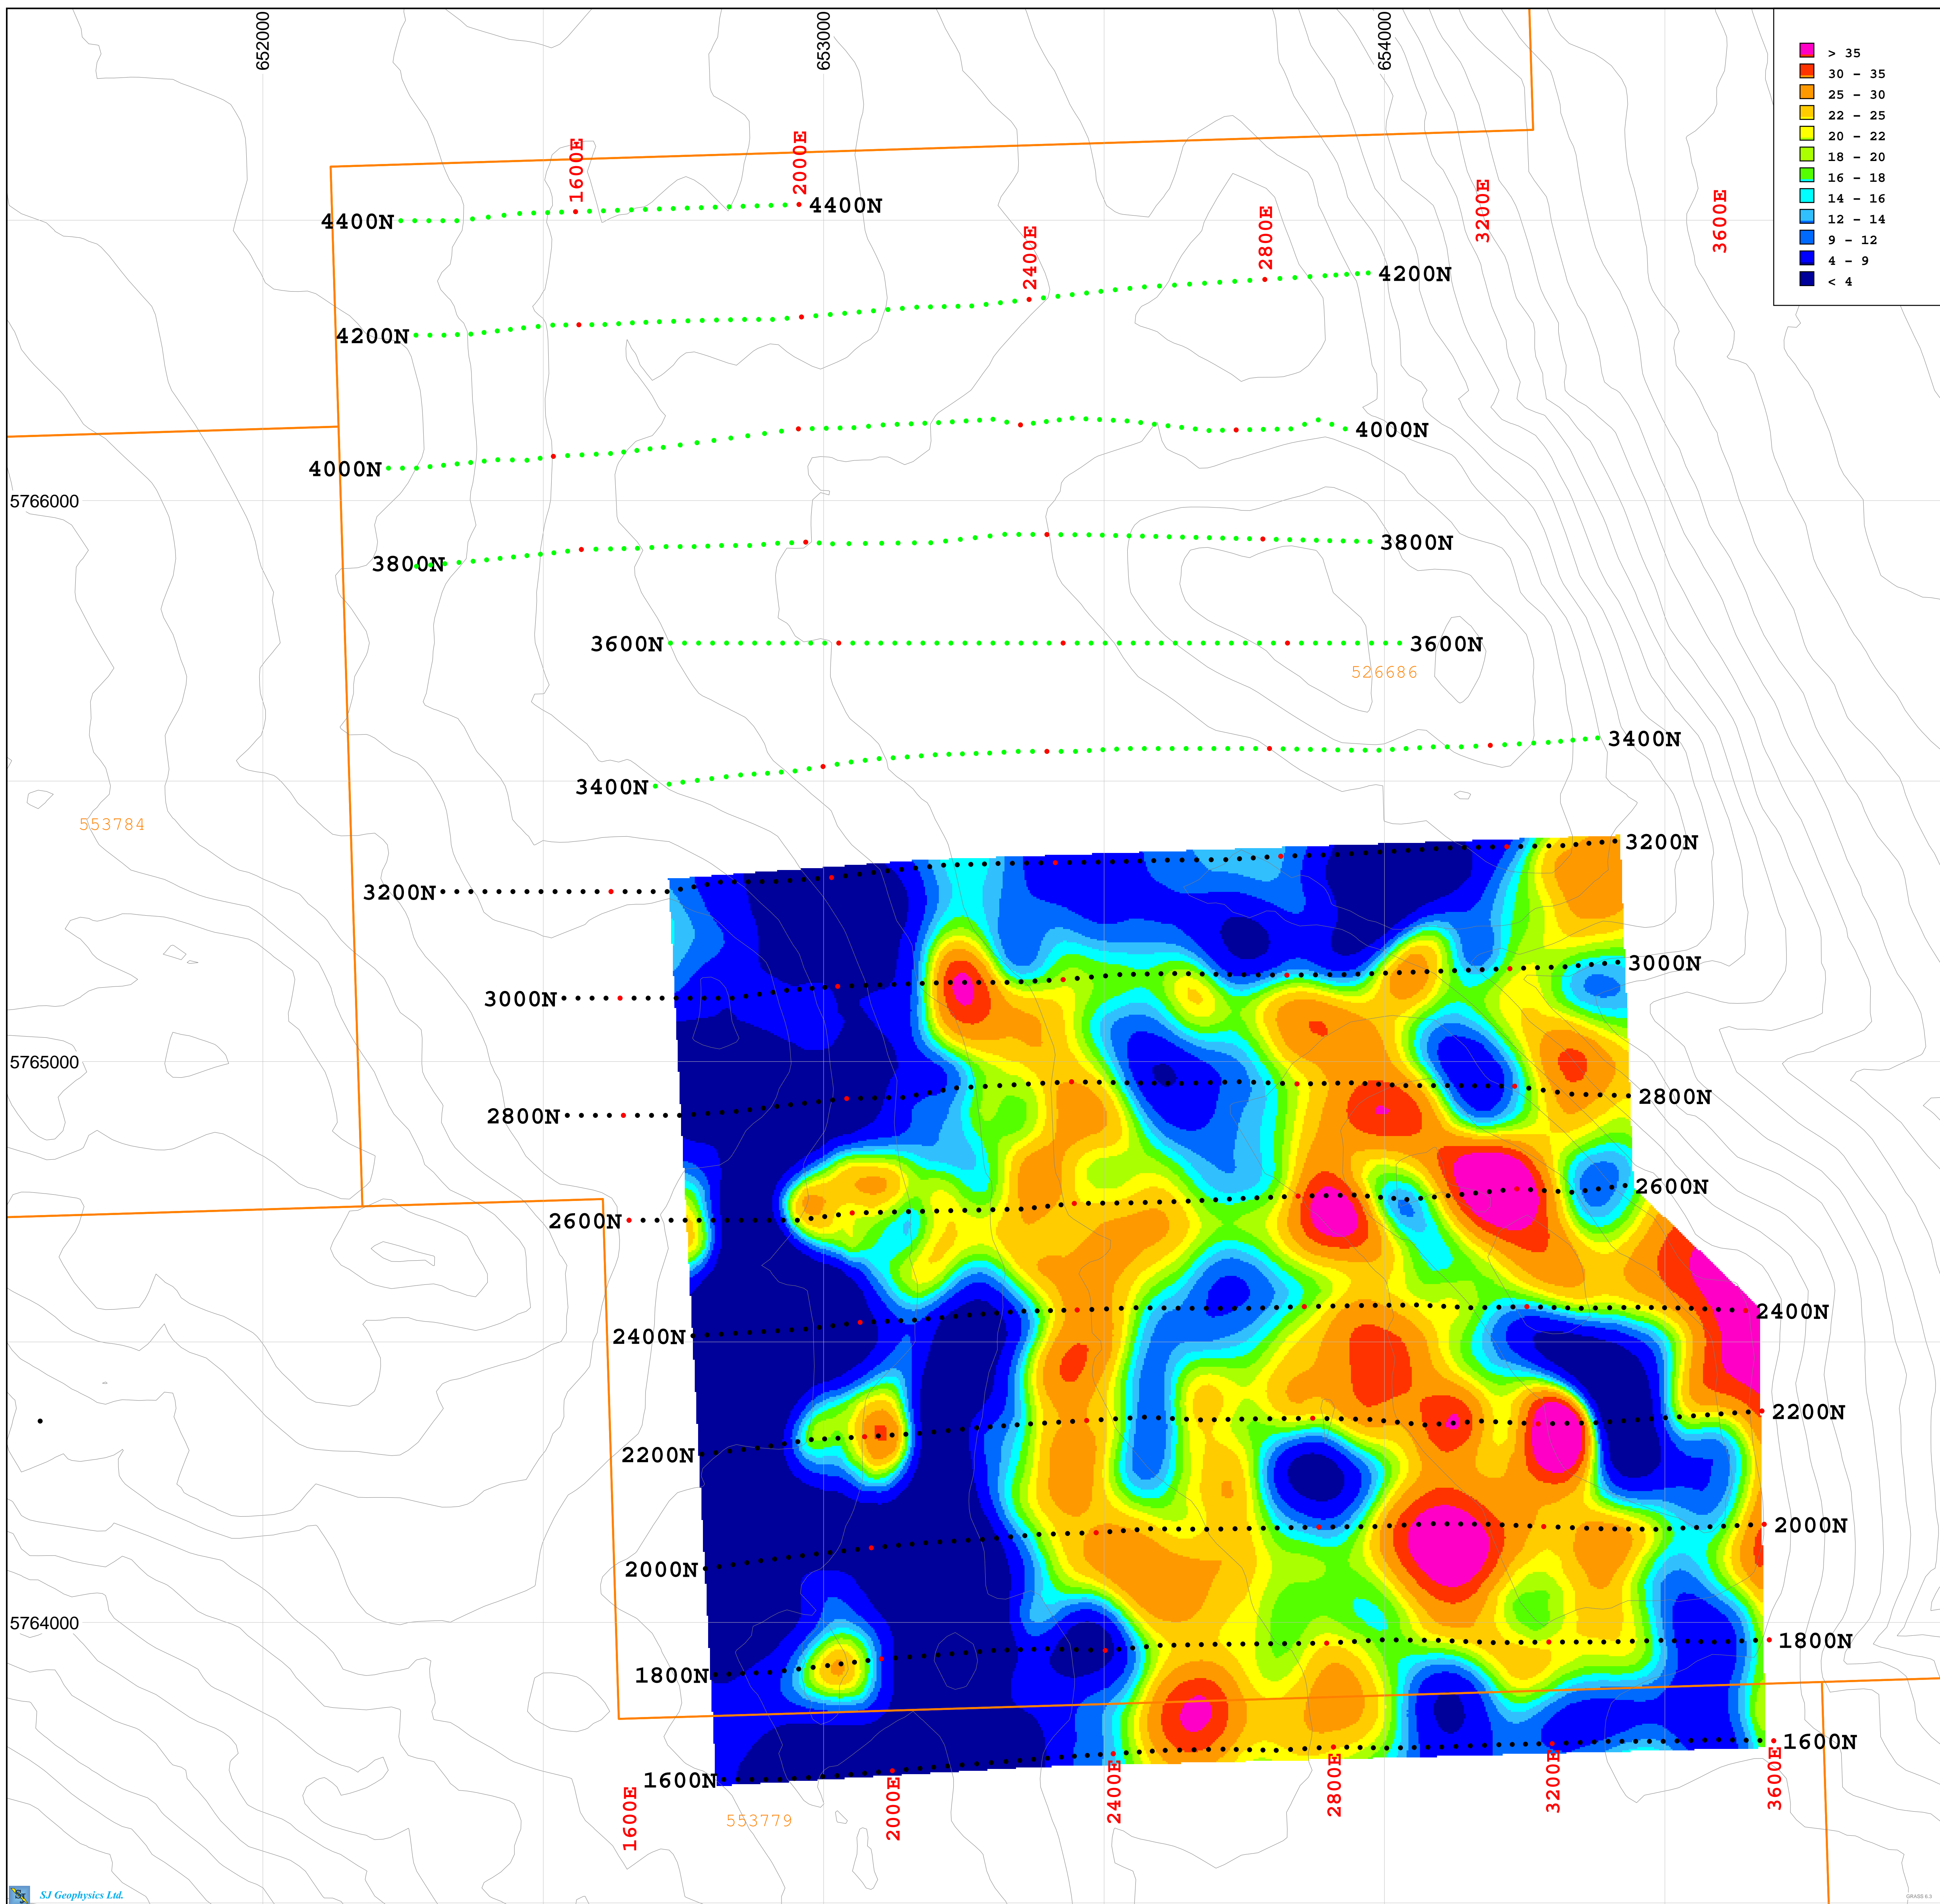 652000
653000
654000
> 35
30 - 35
25 - 30
22 - 25
20 - 22
18 - 20
16 - 18
14 - 16
12 - 14
9 - 12
4 - 9
< 4
1600E
2000E
2400E
2800E
3200E
3600E
4400N 4400N
4200N 4200N
4000N 4000N
5766000
3800N 3800N
3600N 3600N
526686
3400N 3400N
553784
3200N 3200N
3000N 3000N
5765000
2800N 2800N
2600N 2600N
2400N 2400N
2200N 2200N
2000N 2000N
5764000
1800N 1800N
1600N 1600N
1600E
2000E
2400E
2800E
3200E
3600E
553779
SJ Geophysics Ltd.
GRASS 6.3